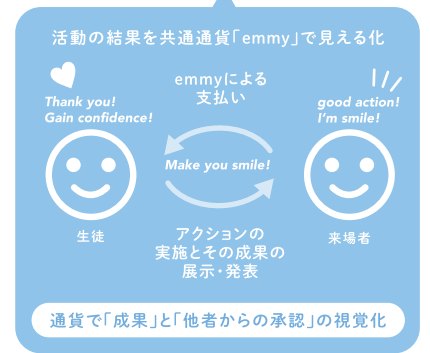 活動の結果を共通通貨「emmy」で見える化
emmyによる
支払い
Thank you!
Gain confidence!
good action!
I'm smile!
Make you smile!
生徒
来場者
アクションの
実施とその成果の
展示・発表
通貨で「成果」と「他者からの承認」の視覚化